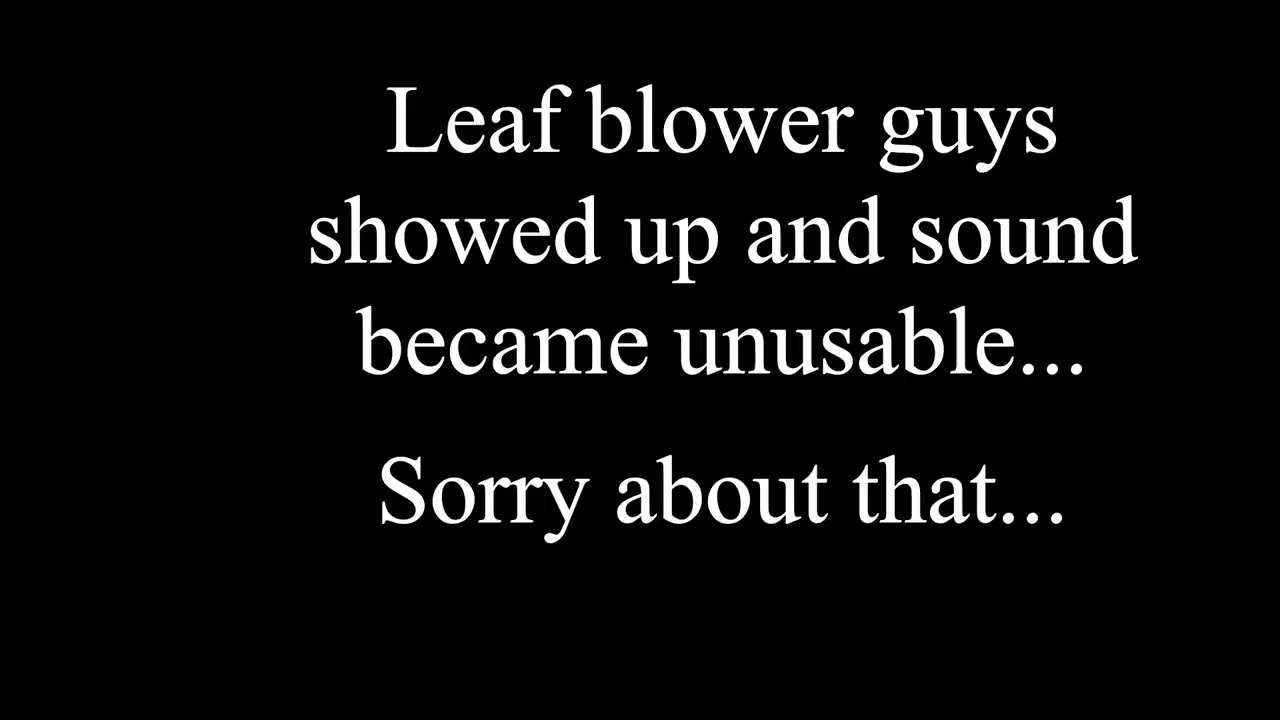 Leaf blower guys
showed up and sound
became unusable...
Sorry about that...